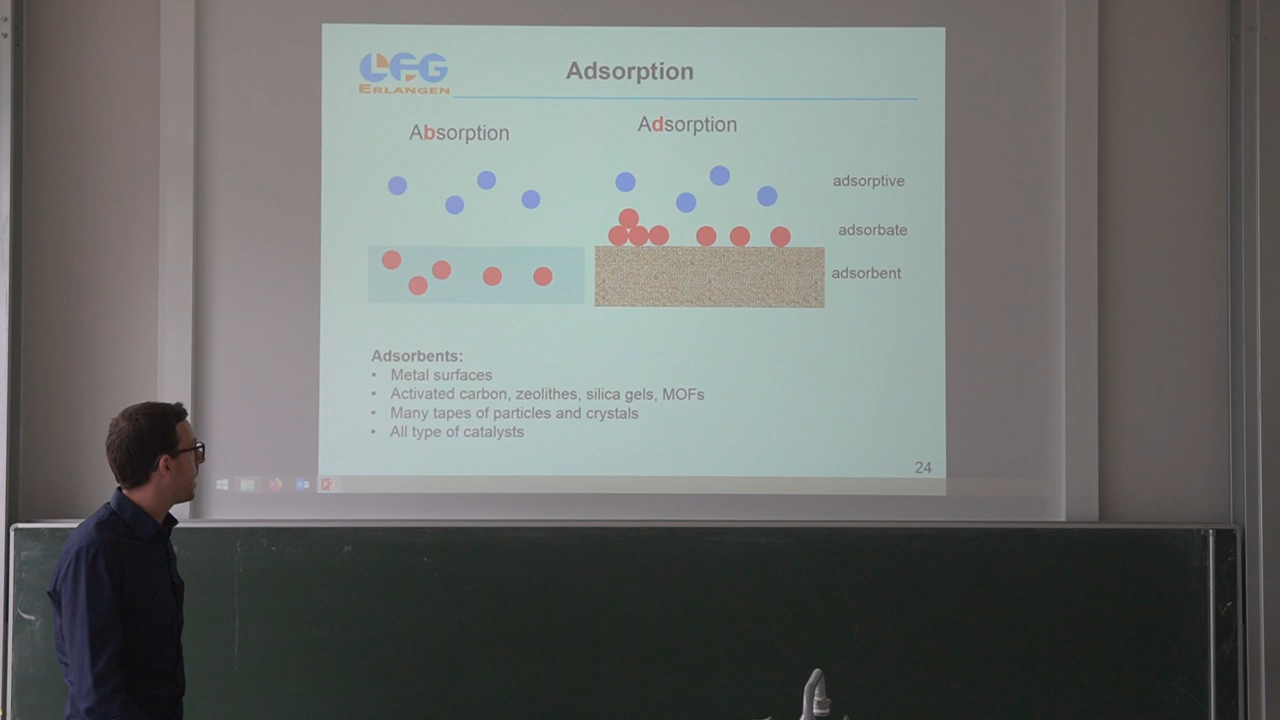 LFG
ERLANGEN
Adsorption
Absorption
Adsorption
adsorptive
adsorbate
adsorbent
Adsorbents:
• Metal surfaces
• Activated carbon, zeolithes, silica gels, MOFs
• Many tapes of particles and crystals
• All type of catalysts
24